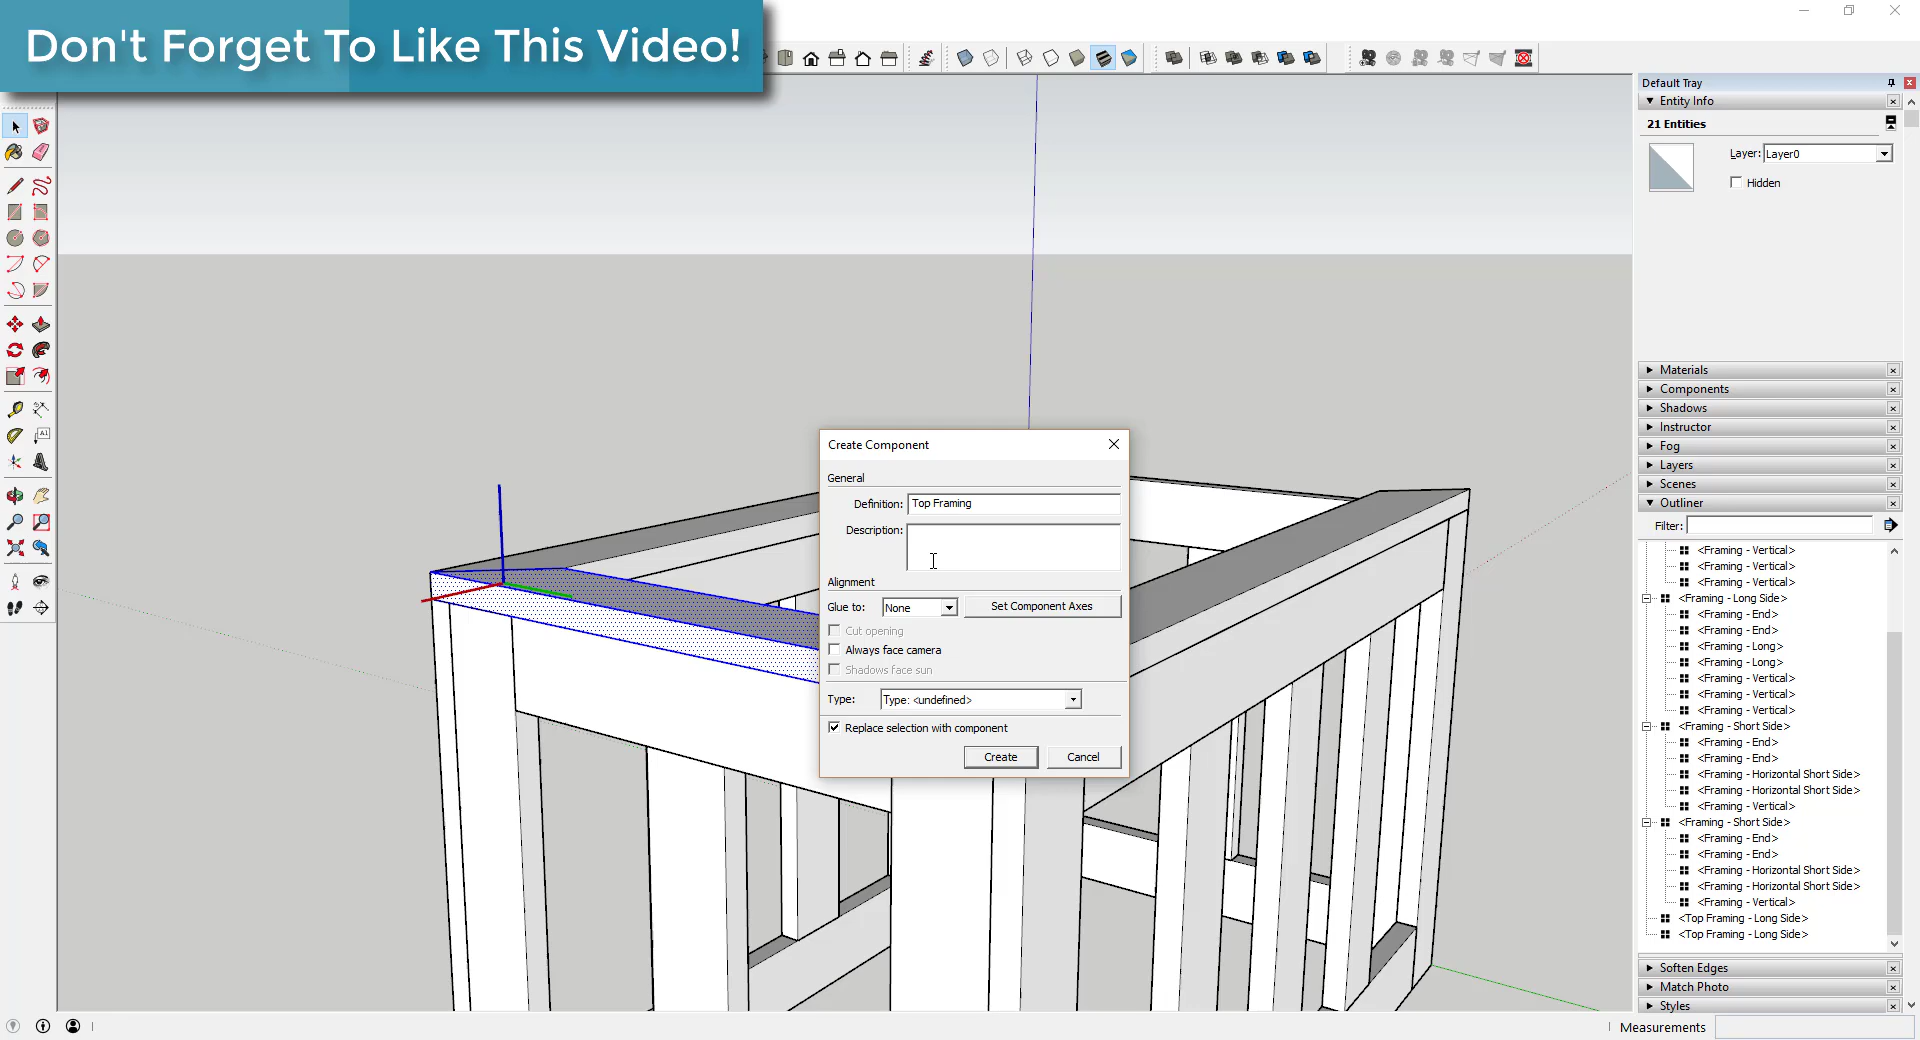 Don't Forget To Like This Video!
Default Tray
Entity Info
21 Entities
Layer: Layer0
Hidden
Materials
Components
Shadows
Instructor
Fog
Layers
Scenes
Outliner
Filter:
<Framing - Vertical>
<Framing - Vertical>
<Framing - Vertical>
<Framing - Long Side>
<Framing - End>
<Framing - End>
<Framing - Long>
<Framing - Long>
<Framing - Vertical>
<Framing - Vertical>
<Framing - Vertical>
<Framing - Short Side>
<Framing - End>
<Framing - End>
<Framing - Horizontal Short Side>
<Framing - Horizontal Short Side>
<Framing - Vertical>
<Framing - Short Side>
<Framing - End>
<Framing - End>
<Framing - Horizontal Short Side>
<Framing - Horizontal Short Side>
<Framing - Vertical>
<Top Framing - Long Side>
<Top Framing - Long Side>
Soften Edges
Match Photo
Styles
Create Component
General
Definition: Top Framing
Description:
Alignment
Glue to: None Set Component Axes
Cut opening
Always face camera
Shadows face sun
Type: Type: <undefined>
Replace selection with component
Create Cancel
A1
Measurements